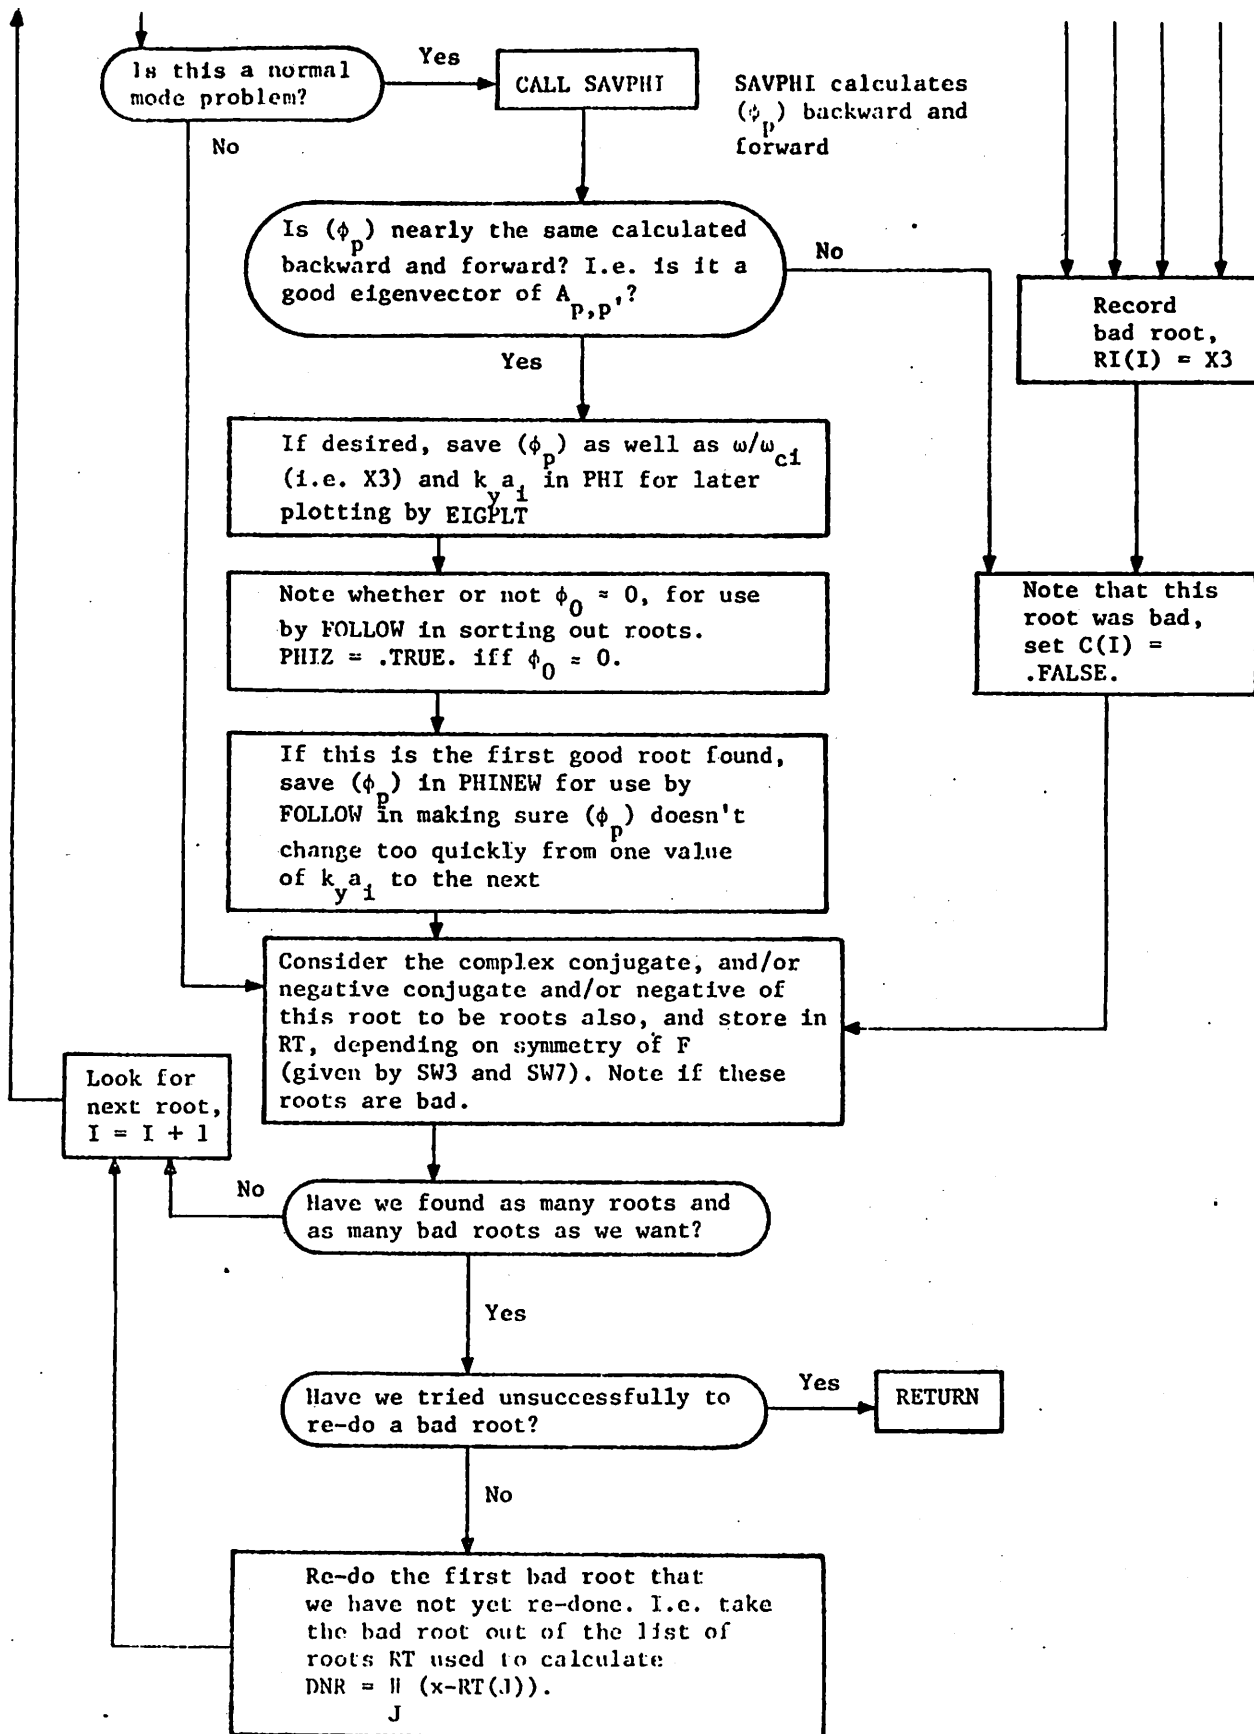 Is this a normal
mode problem?
Yes
CALL SAVPHI
SAVPHI calculates
(φp) backward and
forward
No
Is (φp) nearly the same calculated
backward and forward? I.e. is it a
good eigenvector of Ap,p'?
No
Yes
Record
bad root,
RI(I) = X3
If desired, save (φp) as well as ω/ωci
(i.e. X3) and kyai in PHI for later
plotting by EIGPLT
Note whether or not φ0 ≈ 0, for use
by FOLLOW in sorting out roots.
PHIZ = .TRUE. iff φ0 ≈ 0.
Note that this
root was bad,
set C(I) =
.FALSE.
If this is the first good root found,
save (φp) in PHINEW for use by
FOLLOW in making sure (φp) doesn't
change too quickly from one value
of kyai to the next
Consider the complex conjugate, and/or
negative conjugate and/or negative of
this root to be roots also, and store in
RT, depending on symmetry of F
(given by SW3 and SW7). Note if these
roots are bad.
Look for
next root,
I = I + 1
No
Have we found as many roots and
as many bad roots as we want?
Yes
Have we tried unsuccessfully to
re-do a bad root?
Yes
RETURN
No
Re-do the first bad root that
we have not yet re-done. I.e. take
the bad root out of the list of
roots RT used to calculate
DNR = Π (x-RT(J)).
J